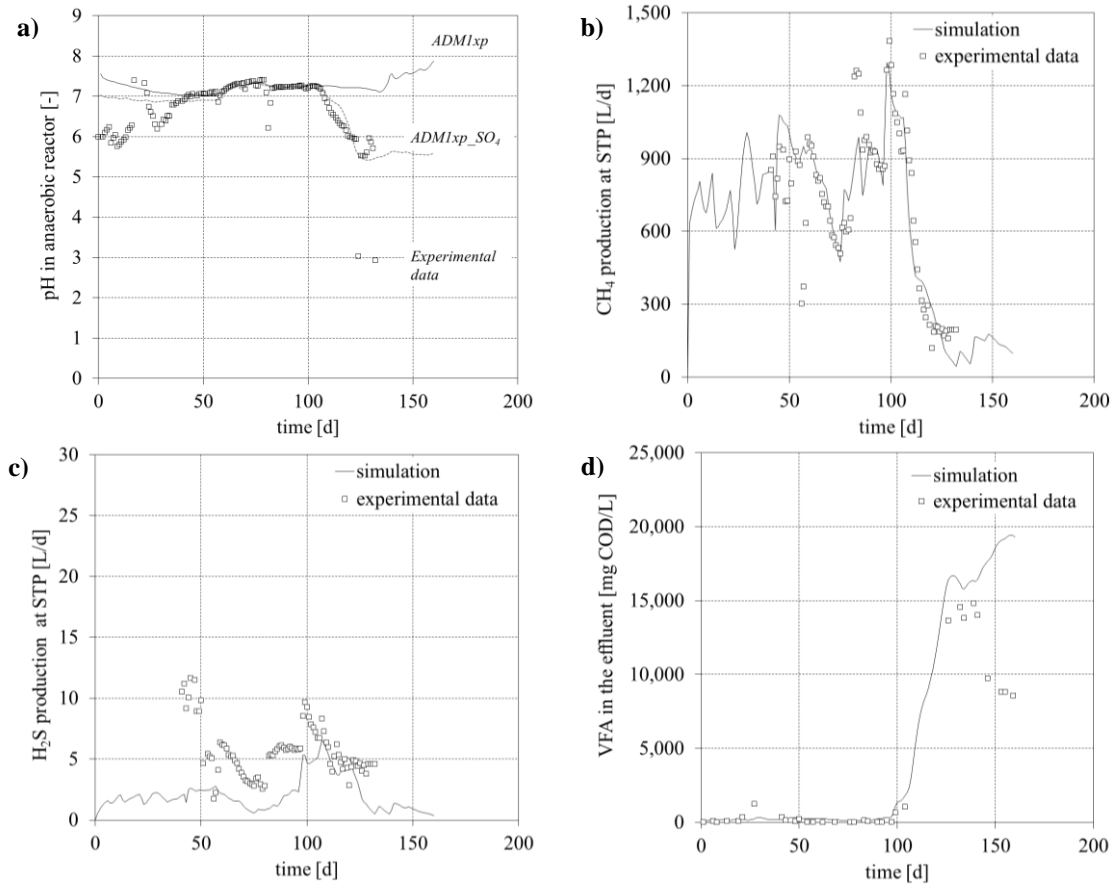 a)
pH in anaerobic reactor [-]
9
8
7
6
5
4
3
2
1
0
ADM1xp
ADM1xp_SO₄
Experimental
data
0
50
100
150
200
time [d]
b)
CH₄ production at STP [L/d]
1,500
1,200
900
600
300
0
simulation
experimental data
0
50
100
150
200
time [d]
c)
H₂S production at STP [L/d]
30
25
20
15
10
5
0
simulation
experimental data
0
50
100
150
200
time [d]
d)
VFA in the effluent [mg COD/L]
25,000
20,000
15,000
10,000
5,000
0
simulation
experimental data
0
50
100
150
200
time [d]